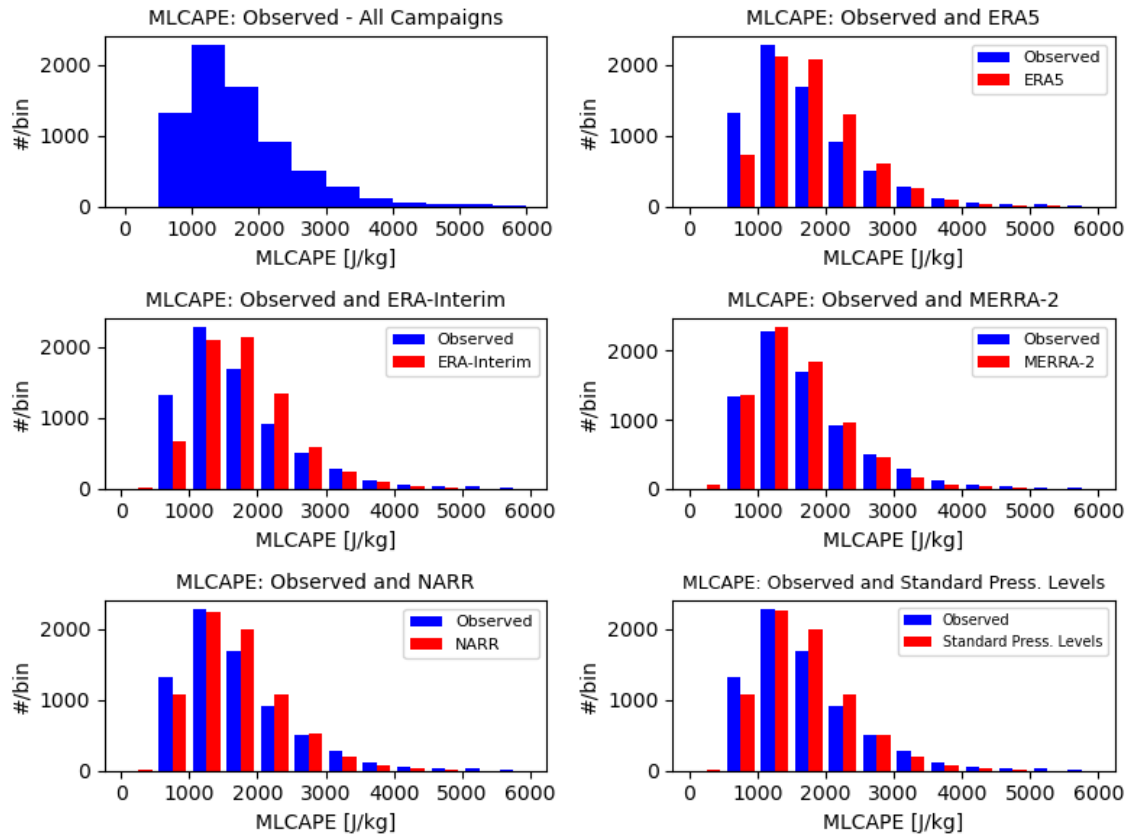 MLCAPE: Observed - All Campaigns
#/bin
2000
1000
0
0 1000 2000 3000 4000 5000 6000
MLCAPE [J/kg]
MLCAPE: Observed and ERA5
Observed
ERA5
#/bin
2000
1000
0
0 1000 2000 3000 4000 5000 6000
MLCAPE [J/kg]
MLCAPE: Observed and ERA-Interim
Observed
ERA-Interim
#/bin
2000
1000
0
0 1000 2000 3000 4000 5000 6000
MLCAPE [J/kg]
MLCAPE: Observed and MERRA-2
Observed
MERRA-2
#/bin
2000
1000
0
0 1000 2000 3000 4000 5000 6000
MLCAPE [J/kg]
MLCAPE: Observed and NARR
Observed
NARR
#/bin
2000
1000
0
0 1000 2000 3000 4000 5000 6000
MLCAPE [J/kg]
MLCAPE: Observed and Standard Press. Levels
Observed
Standard Press. Levels
#/bin
2000
1000
0
0 1000 2000 3000 4000 5000 6000
MLCAPE [J/kg]